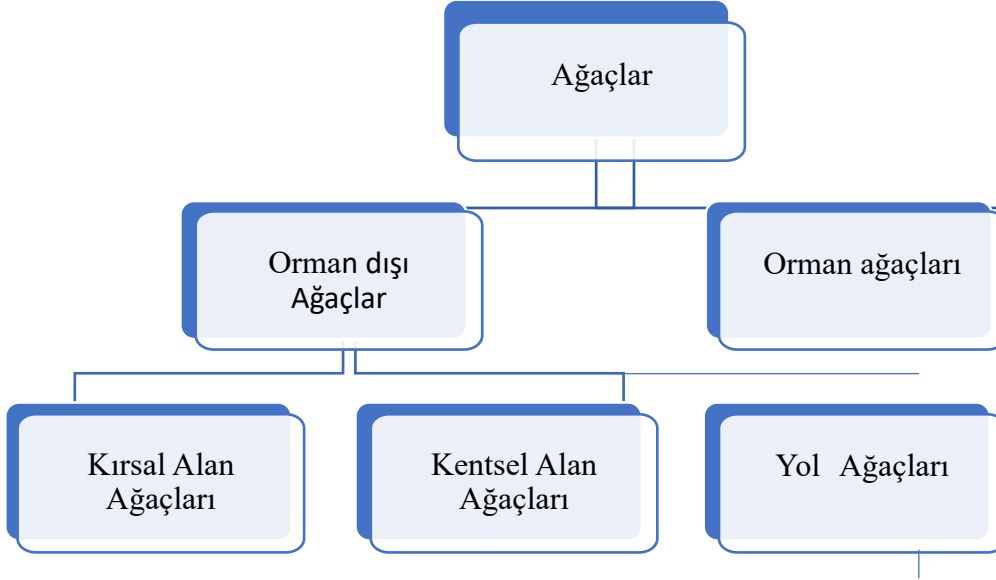 Ağaçlar
Orman dışı
Ağaçlar
Orman ağaçları
Kırsal Alan
Ağaçları
Kentsel Alan
Ağaçları
Yol Ağaçları